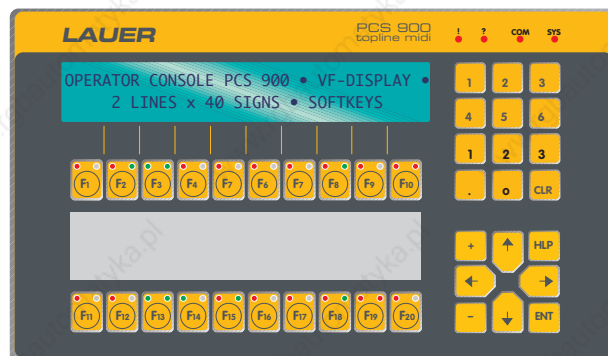 LAUER
PCS 900
topline midi
! ? COM SYS
OPERATOR CONSOLE PCS 900 • VF-DISPLAY •
2 LINES x 40 SIGNS • SOFTKEYS
1 2 3
4 5 6
1 2 3
. 0 CLR
F1 F2 F3 F4 F7 F6 F7 F8 F9 F10
+ HLP
- ENT
F11 F12 F13 F14 F15 F16 F17 F18 F19 F20